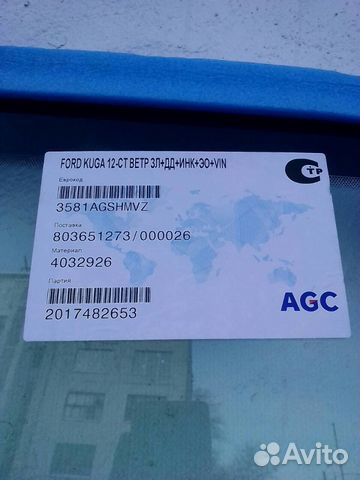 FORD KUGA 12-СТ ВЕТР ЗЛ+ДД+ИНК+ЭО+VIN
Еврокод
3581AGSHMVZ
Поставка
803651273/000026
Материал
4032926
Партия
2017482653
СТР
AGC
Avito